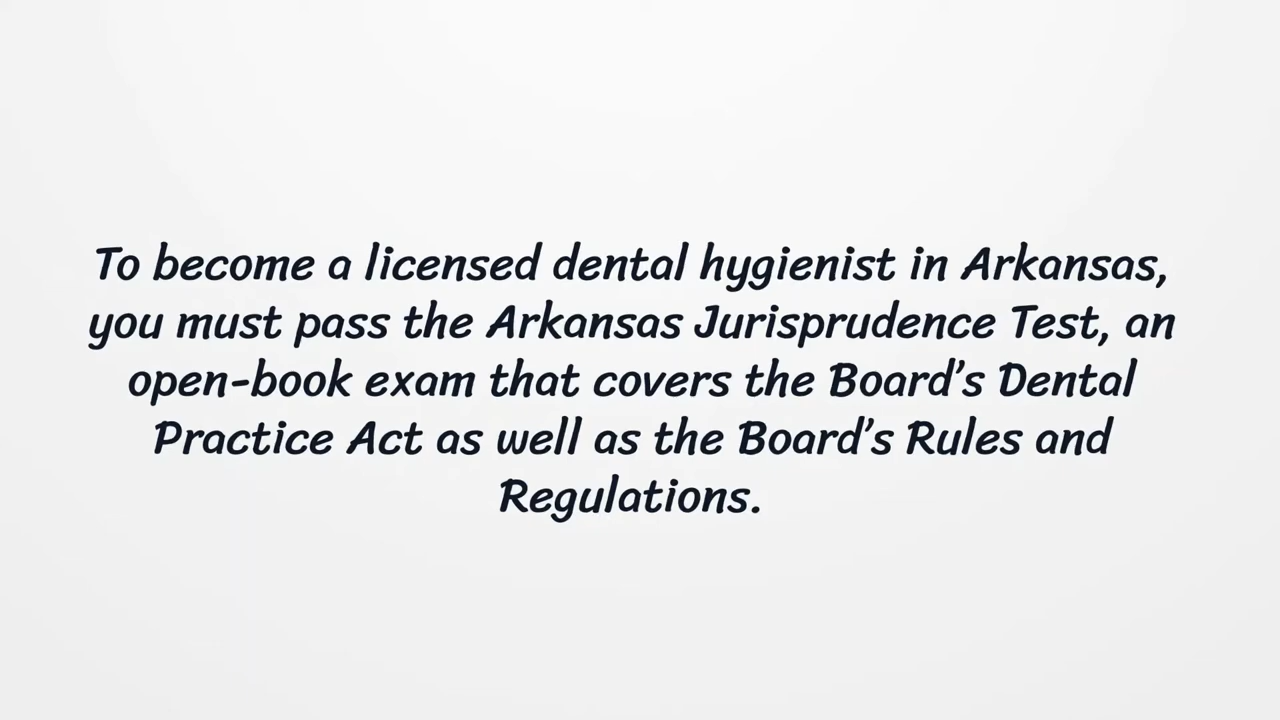 To become a licensed dental hygienist in Arkansas,
you must pass the Arkansas Jurisprudence Test, an
open-book exam that covers the Board’s Dental
Practice Act as well as the Board’s Rules and
Regulations.